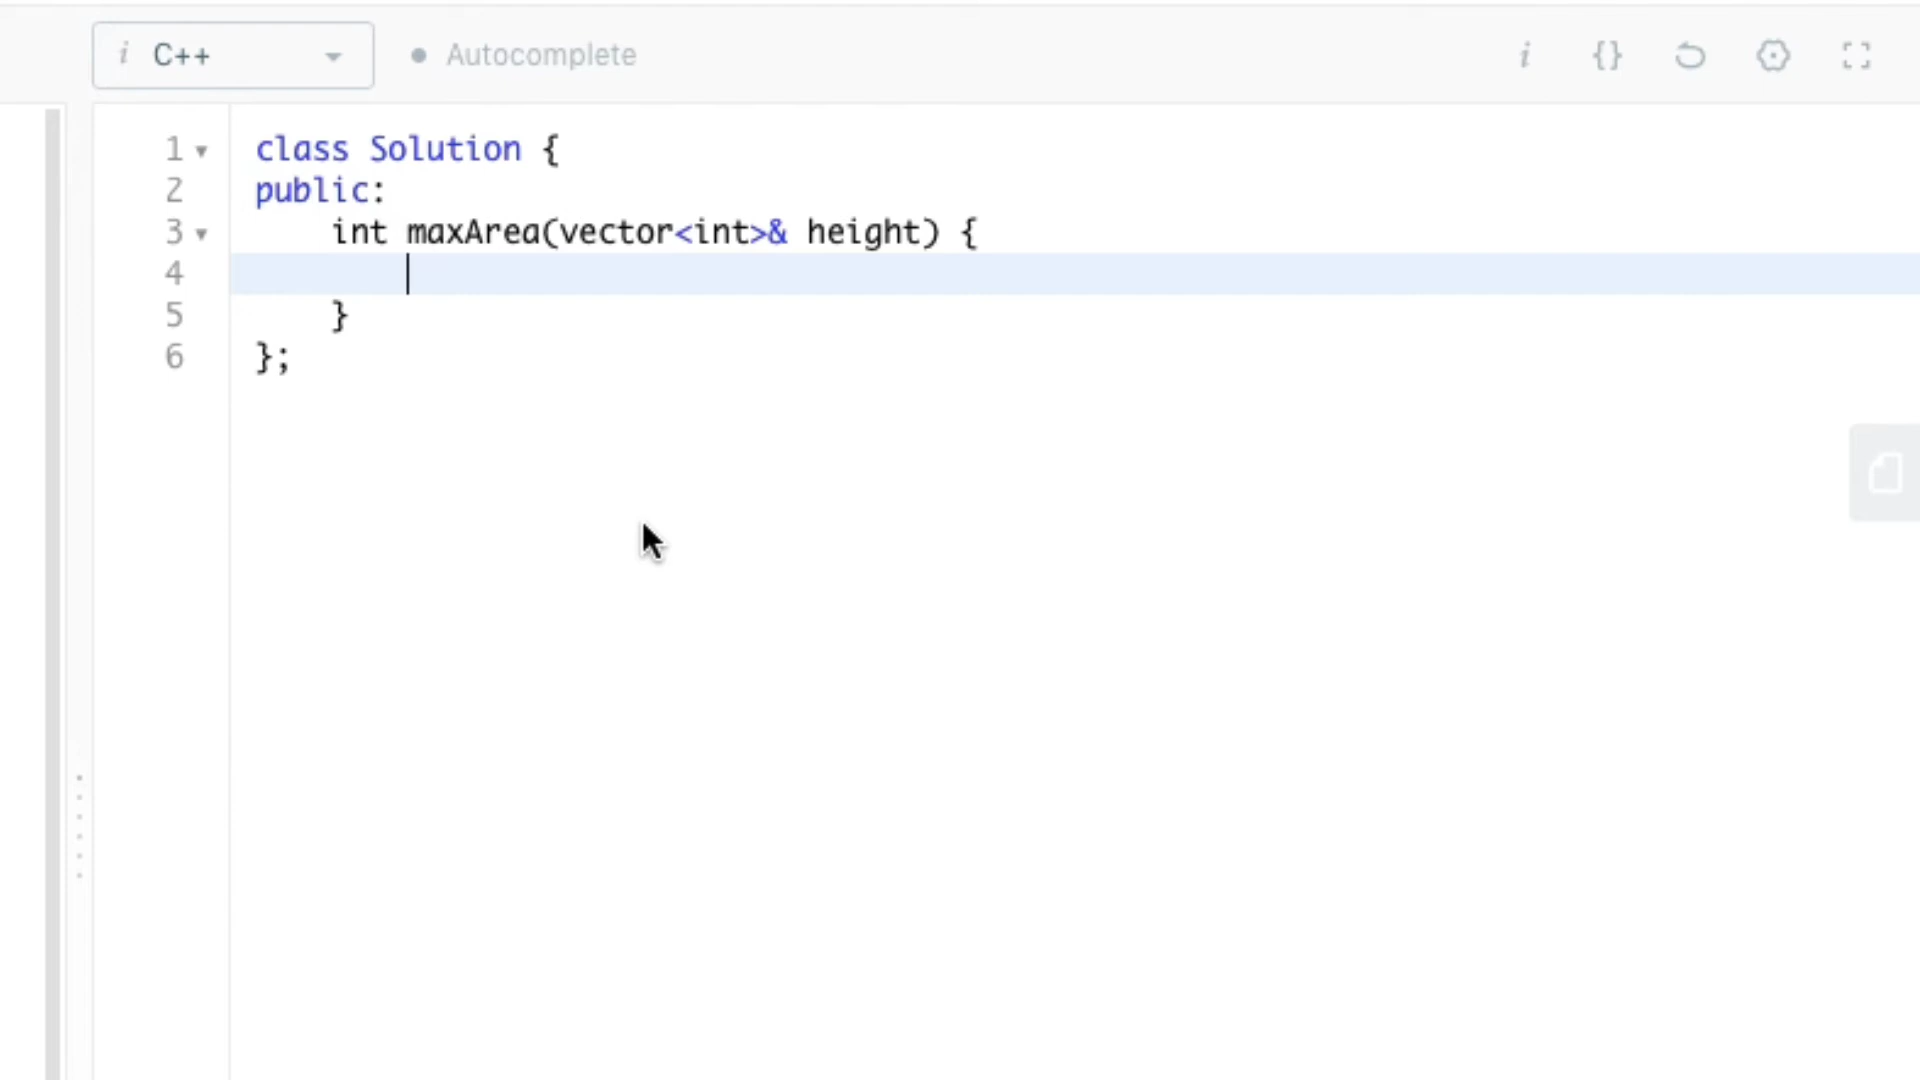 i C++ Autocomplete i {}
1 class Solution {
2 public:
3     int maxArea(vector<int>& height) {
4
5     }
6 };